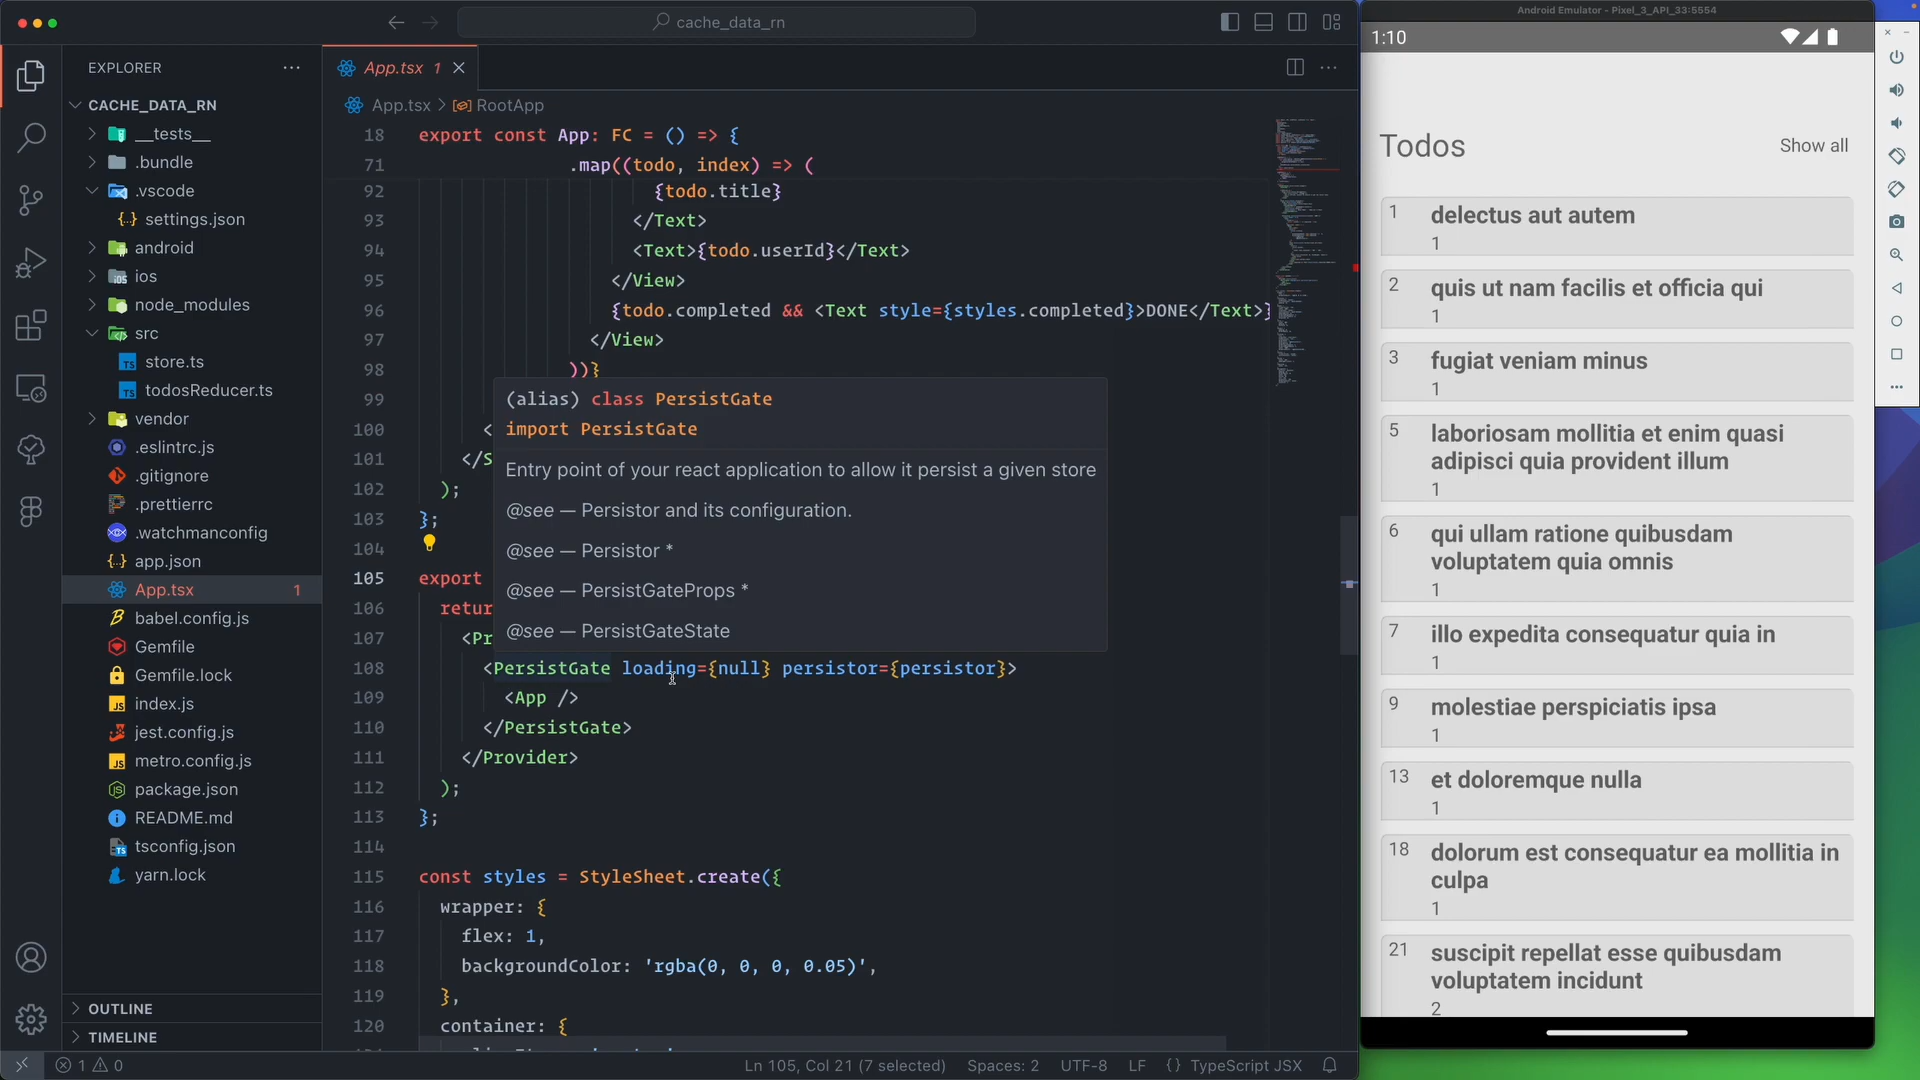 cache_data_rn
Android Emulator - Pixel_3_API_33:5554
EXPLORER
CACHE_DATA_RN
__tests__
.bundle
.vscode
settings.json
android
ios
node_modules
src
store.ts
todosReducer.ts
vendor
.eslintrc.js
.gitignore
.prettierrc
.watchmanconfig
app.json
App.tsx 1
babel.config.js
Gemfile
Gemfile.lock
index.js
jest.config.js
metro.config.js
package.json
README.md
tsconfig.json
yarn.lock
OUTLINE
TIMELINE
App.tsx 1
App.tsx > RootApp
18 export const App: FC = () => {
71 .map((todo, index) => (
92 {todo.title}
93 </Text>
94 <Text>{todo.userId}</Text>
95 </View>
96 {todo.completed && <Text style={styles.completed}>DONE</Text>}
97 </View>
98 ))}
99
100 <
101 </S
102 );
103 };
104
105 export
106 retur
107 <Pr
(alias) class PersistGate
import PersistGate
Entry point of your react application to allow it persist a given store
@see — Persistor and its configuration.
@see — Persistor *
@see — PersistGateProps *
@see — PersistGateState
108 <PersistGate loading={null} persistor={persistor}>
109 <App />
110 </PersistGate>
111 </Provider>
112 );
113 };
114
115 const styles = StyleSheet.create({
116 wrapper: {
117 flex: 1,
118 backgroundColor: 'rgba(0, 0, 0, 0.05)',
119 },
120 container: {
1 0
Ln 105, Col 21 (7 selected) Spaces: 2 UTF-8 LF {} TypeScript JSX
1:10
Todos Show all
1 delectus aut autem
1
2 quis ut nam facilis et officia qui
1
3 fugiat veniam minus
1
5 laboriosam mollitia et enim quasi
adipisci quia provident illum
1
6 qui ullam ratione quibusdam
voluptatem quia omnis
1
7 illo expedita consequatur quia in
1
9 molestiae perspiciatis ipsa
1
13 et doloremque nulla
1
18 dolorum est consequatur ea mollitia in
culpa
1
21 suscipit repellat esse quibusdam
voluptatem incidunt
2